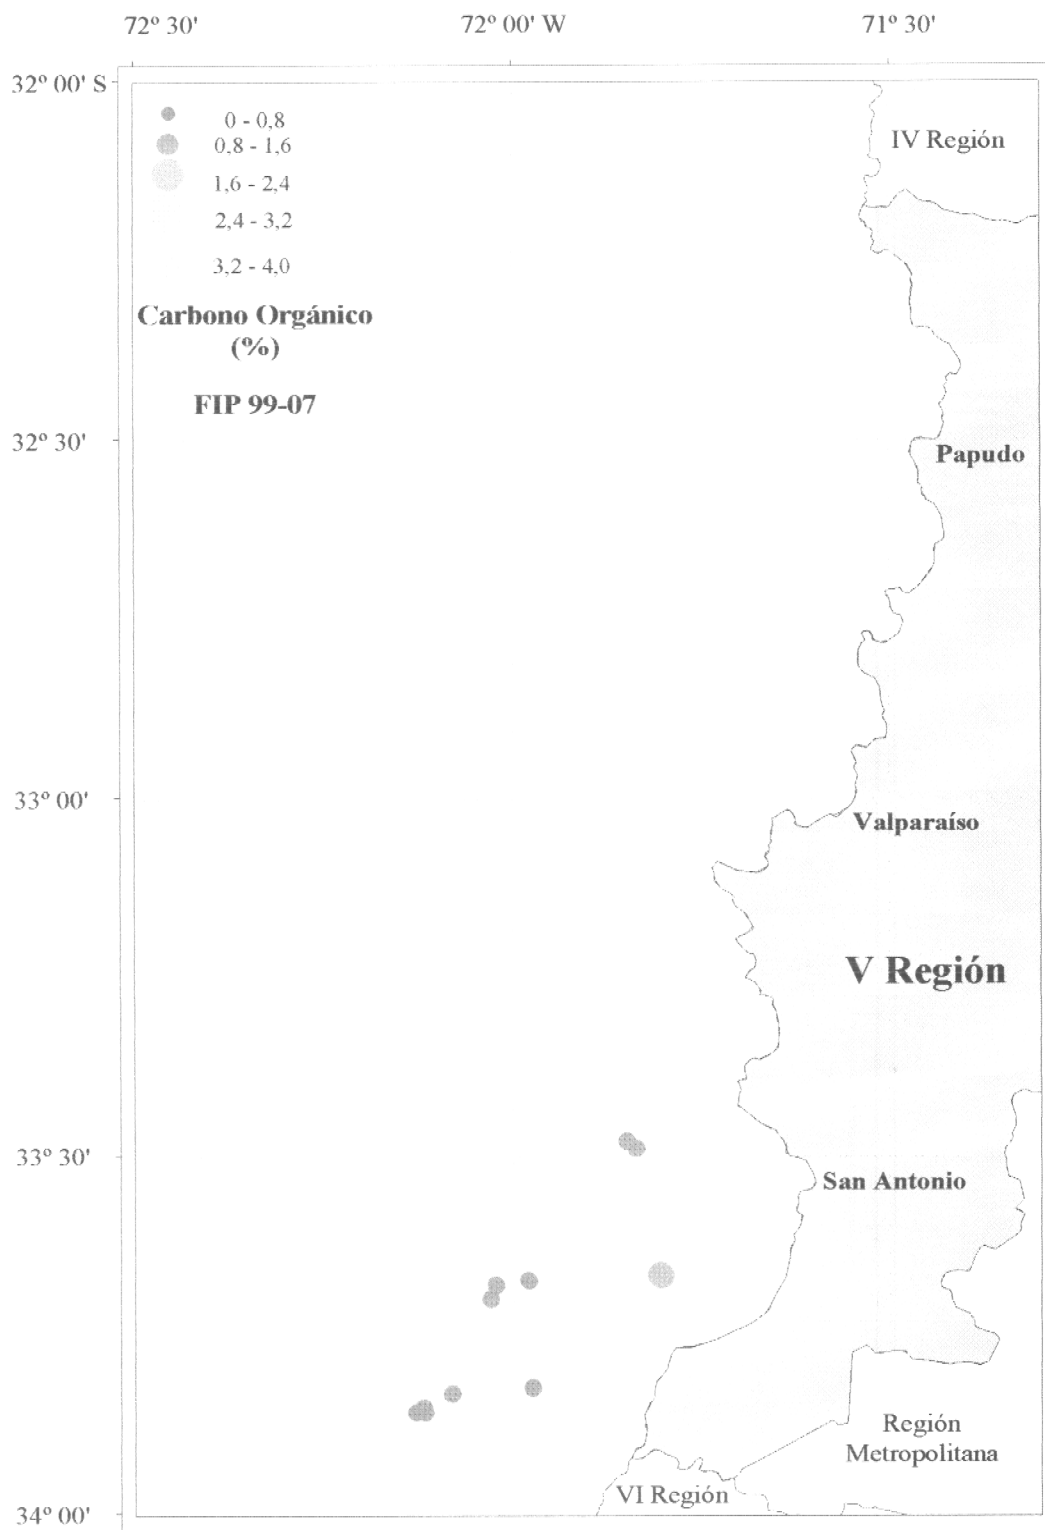 72º 30'
72º 00' W
71º 30'
32º 00' S
0 - 0,8
0,8 - 1,6
1,6 - 2,4
2,4 - 3,2
3,2 - 4,0
Carbono Orgánico
(%)
FIP 99-07
IV Región
32º 30'
Papudo
33º 00'
Valparaíso
V Región
33º 30'
San Antonio
Región
Metropolitana
VI Región
34º 00'